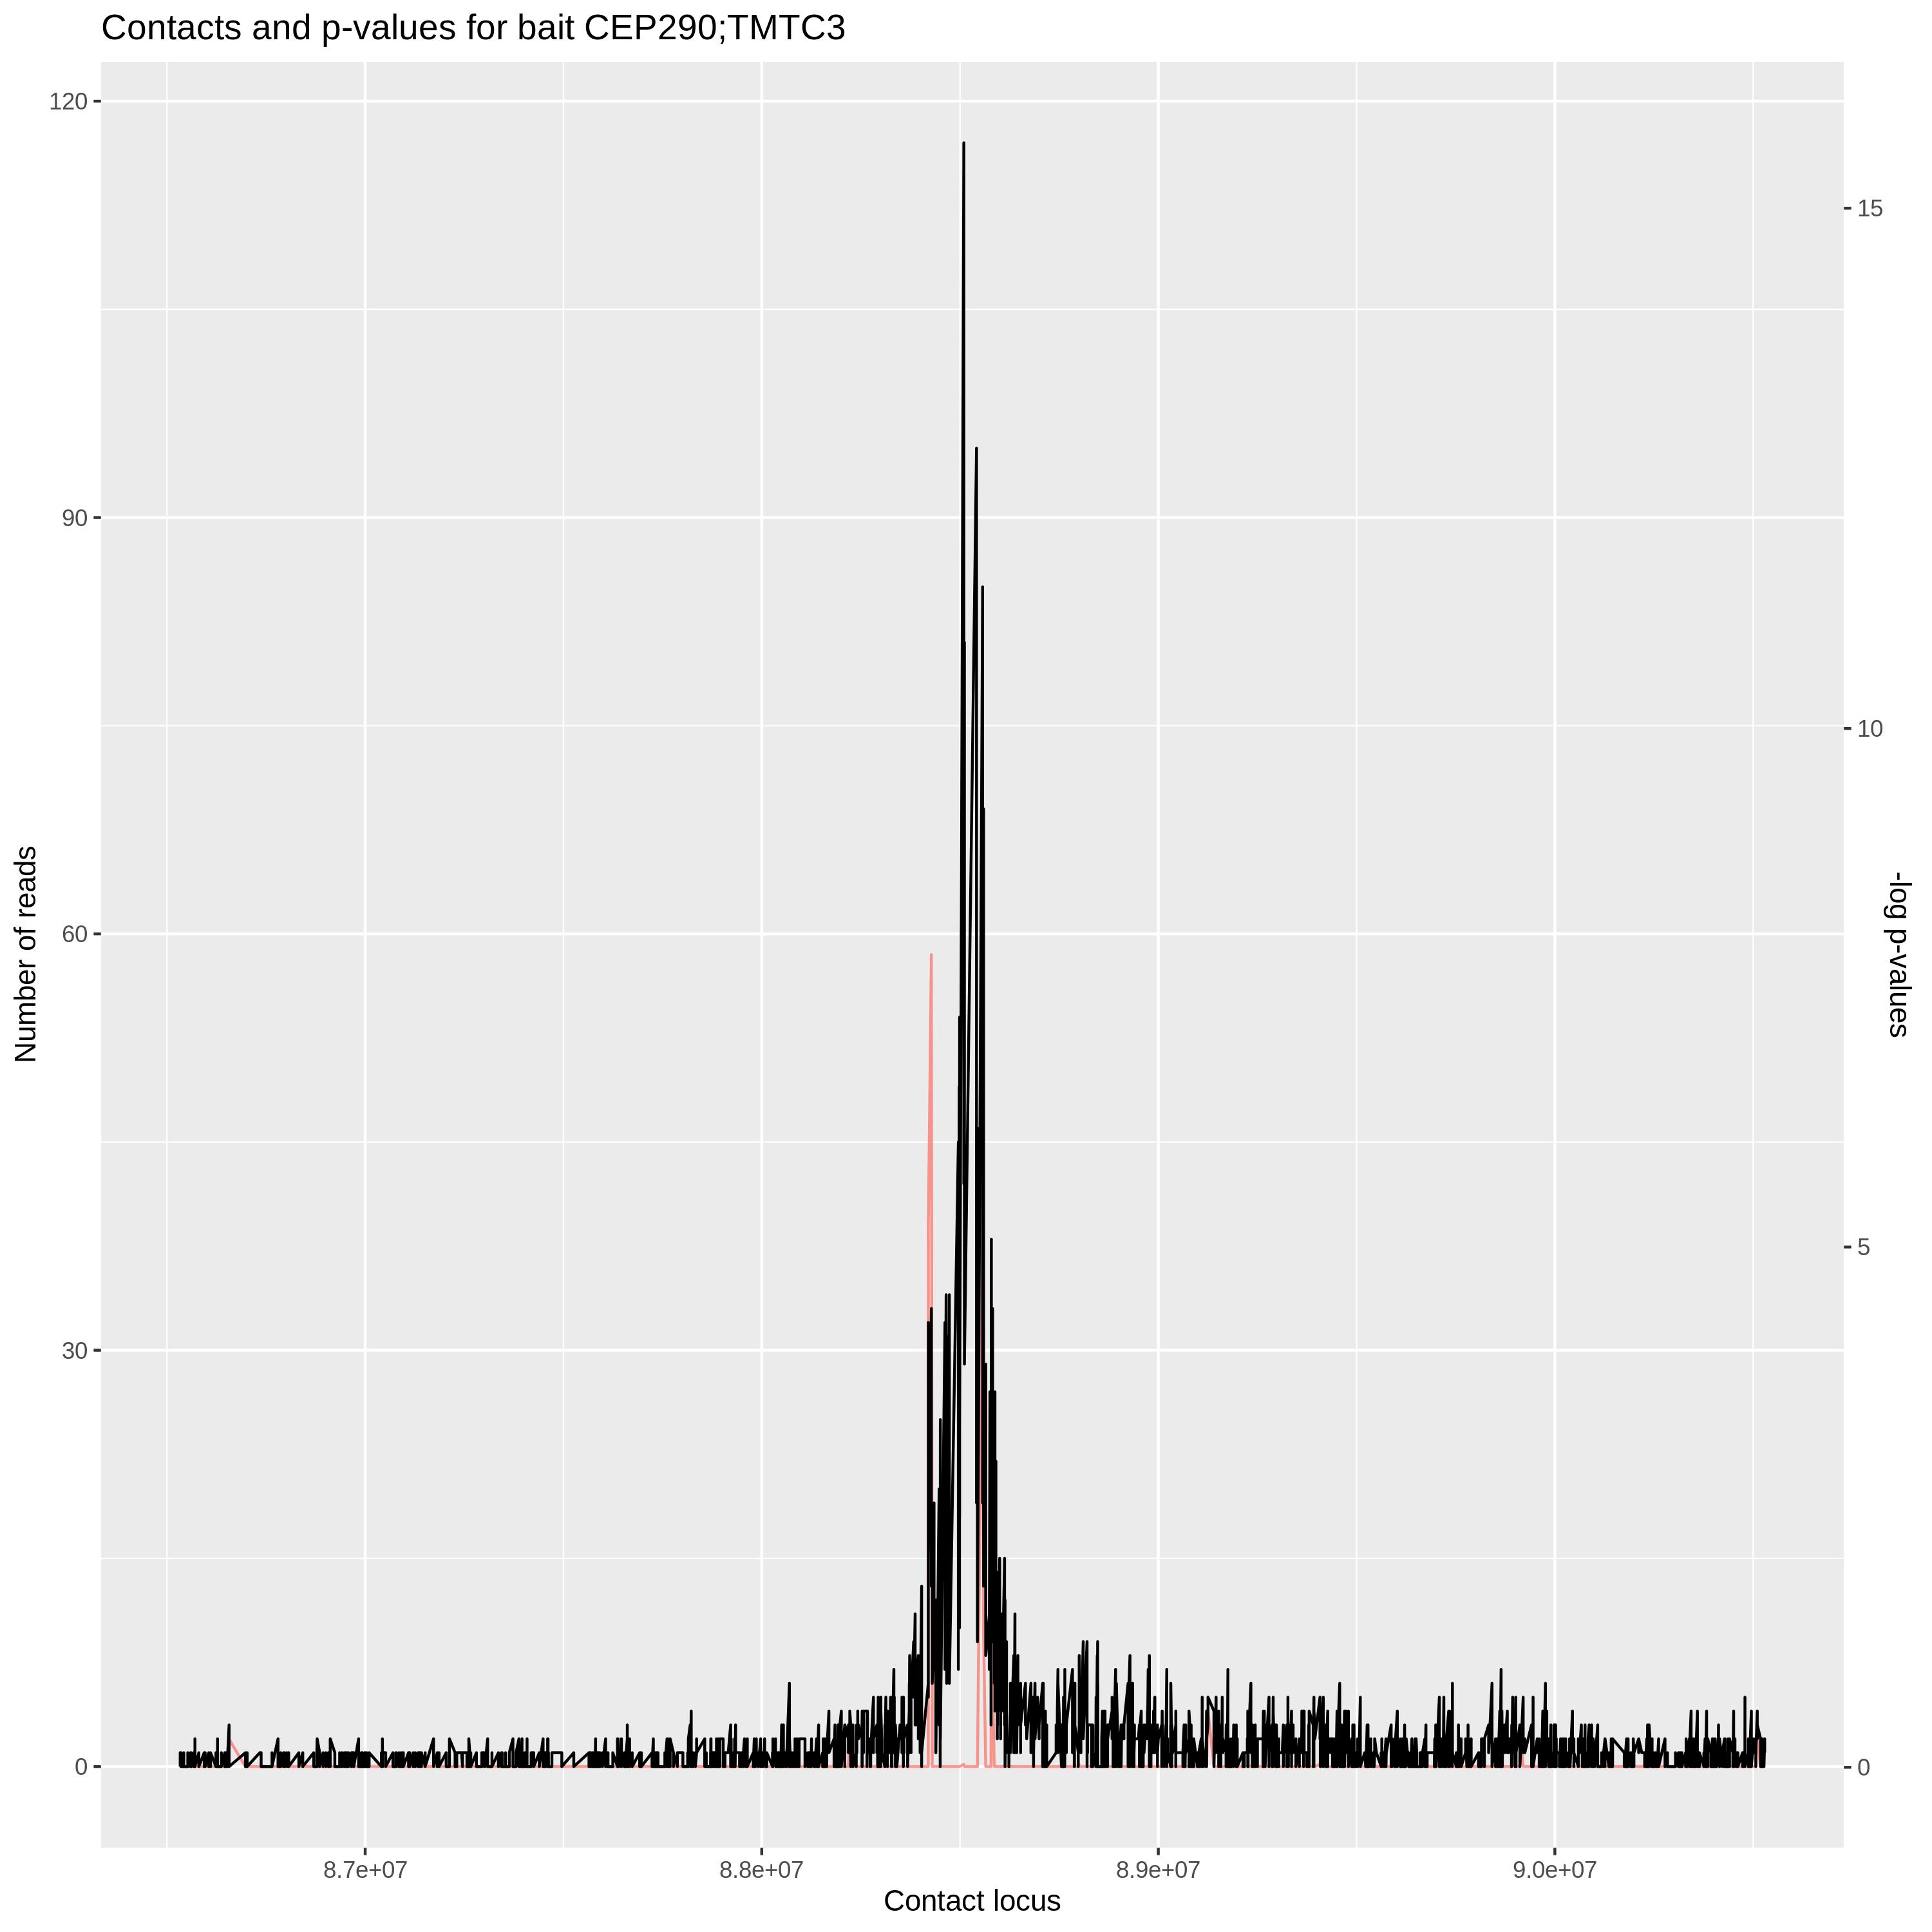 Contacts and p-values for bait CEP290;TMTC3
120
90
60
30
0
Number of reads
15
10
5
0
-log p-values
8.7e+07 8.8e+07 8.9e+07 9.0e+07
Contact locus